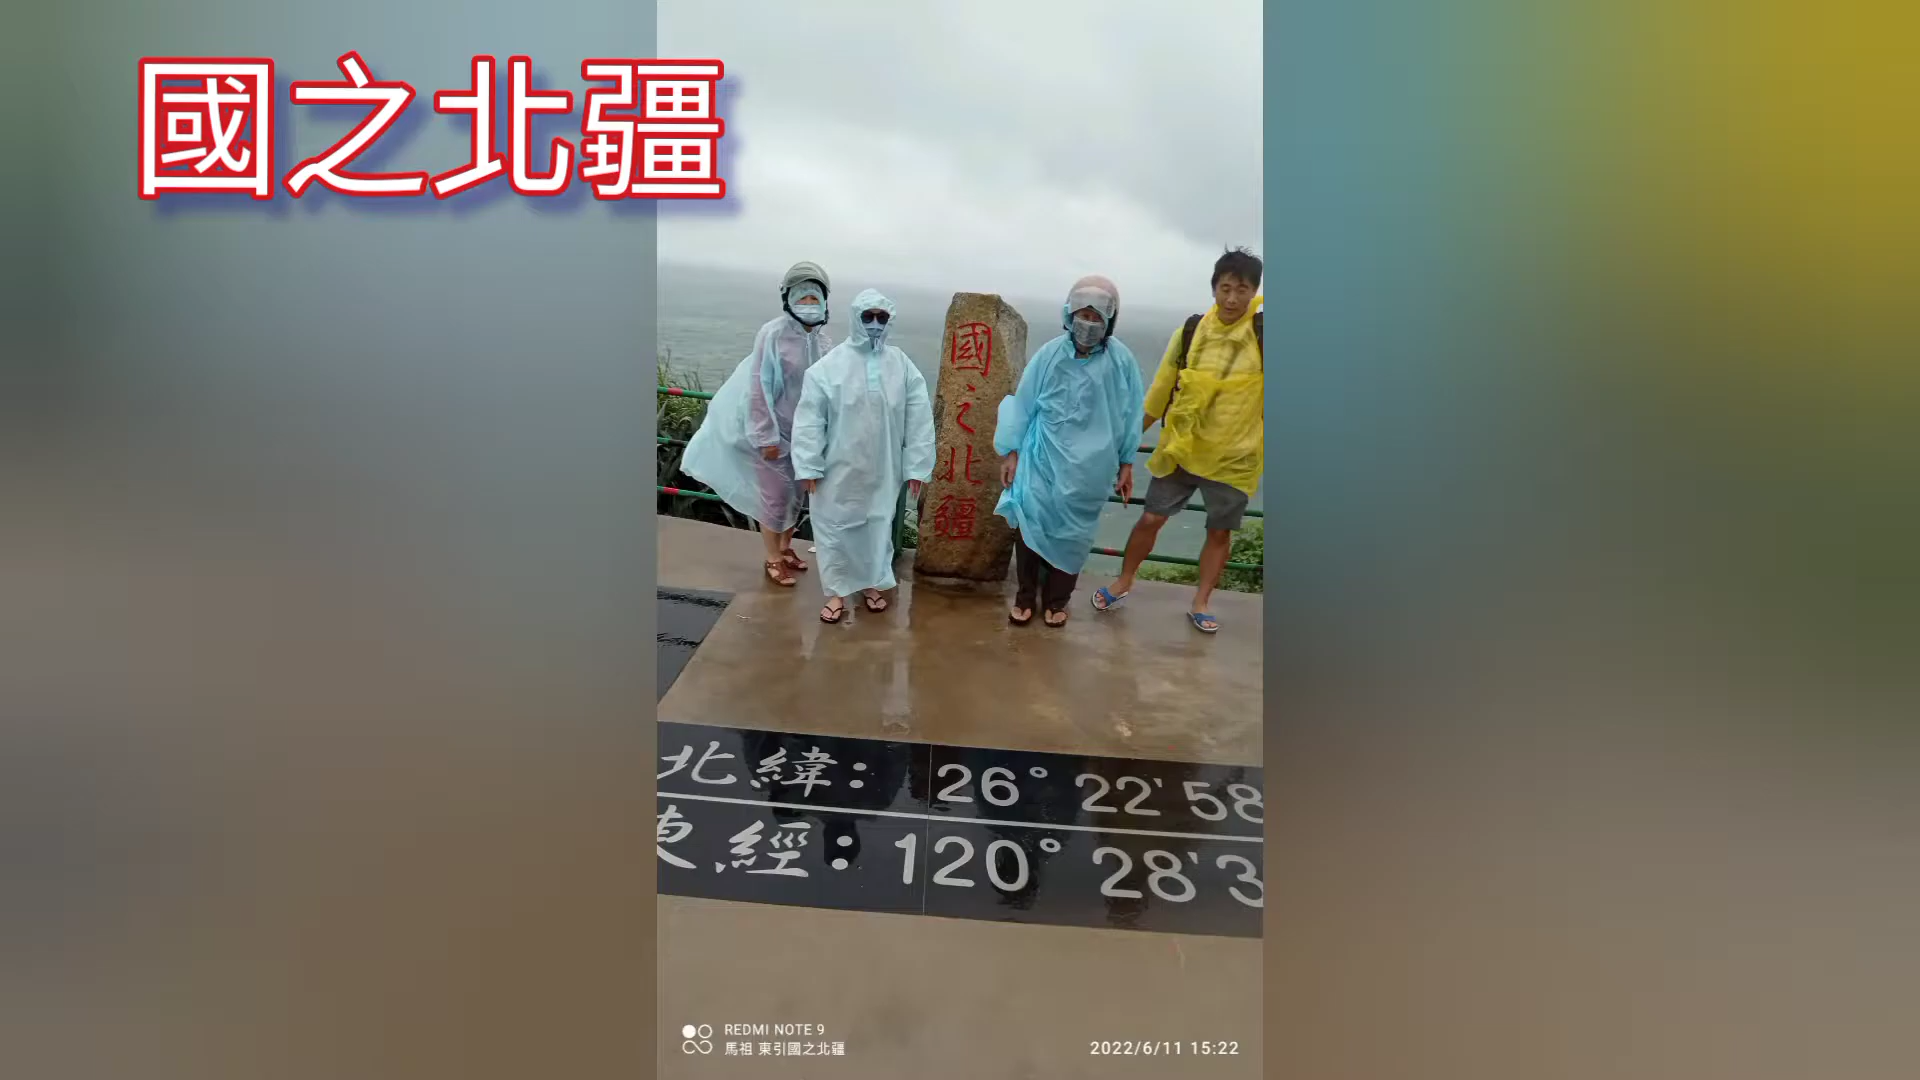 國之北疆
國之北疆
北緯：26° 22' 58
東經：120° 28' 3
REDMI NOTE 9
馬祖 東引國之北疆
2022/6/11 15:22